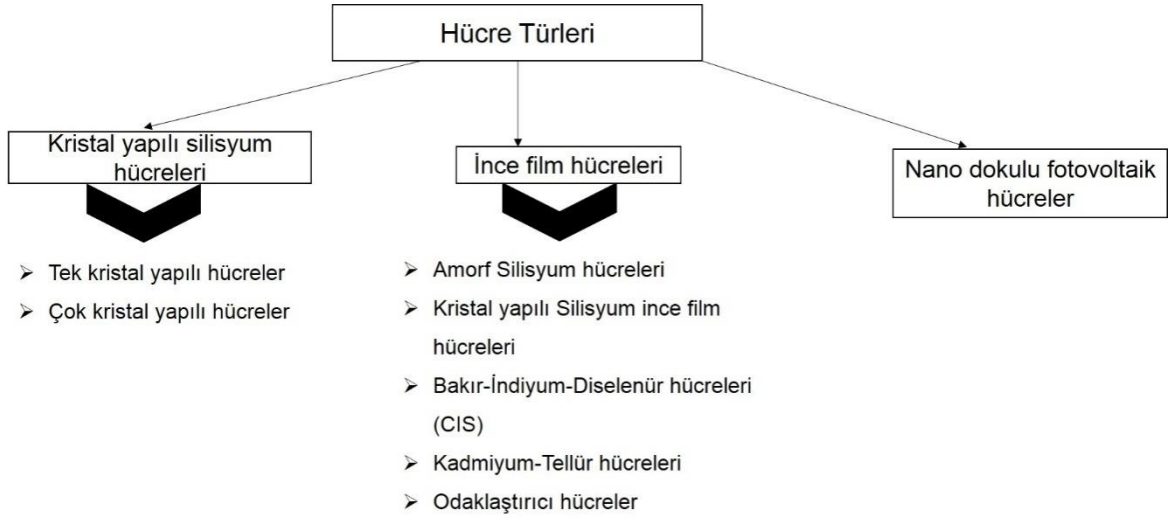 Hücre Türleri
Kristal yapılı silisyum
hücreleri
İnce film hücreleri
Nano dokulu fotovoltaik
hücreler
➢ Tek kristal yapılı hücreler
➢ Çok kristal yapılı hücreler
➢ Amorf Silisyum hücreleri
➢ Kristal yapılı Silisyum ince film
hücreleri
➢ Bakır-İndiyum-Diselenür hücreleri
(CIS)
➢ Kadmiyum-Tellür hücreleri
➢ Odaklaştırıcı hücreler